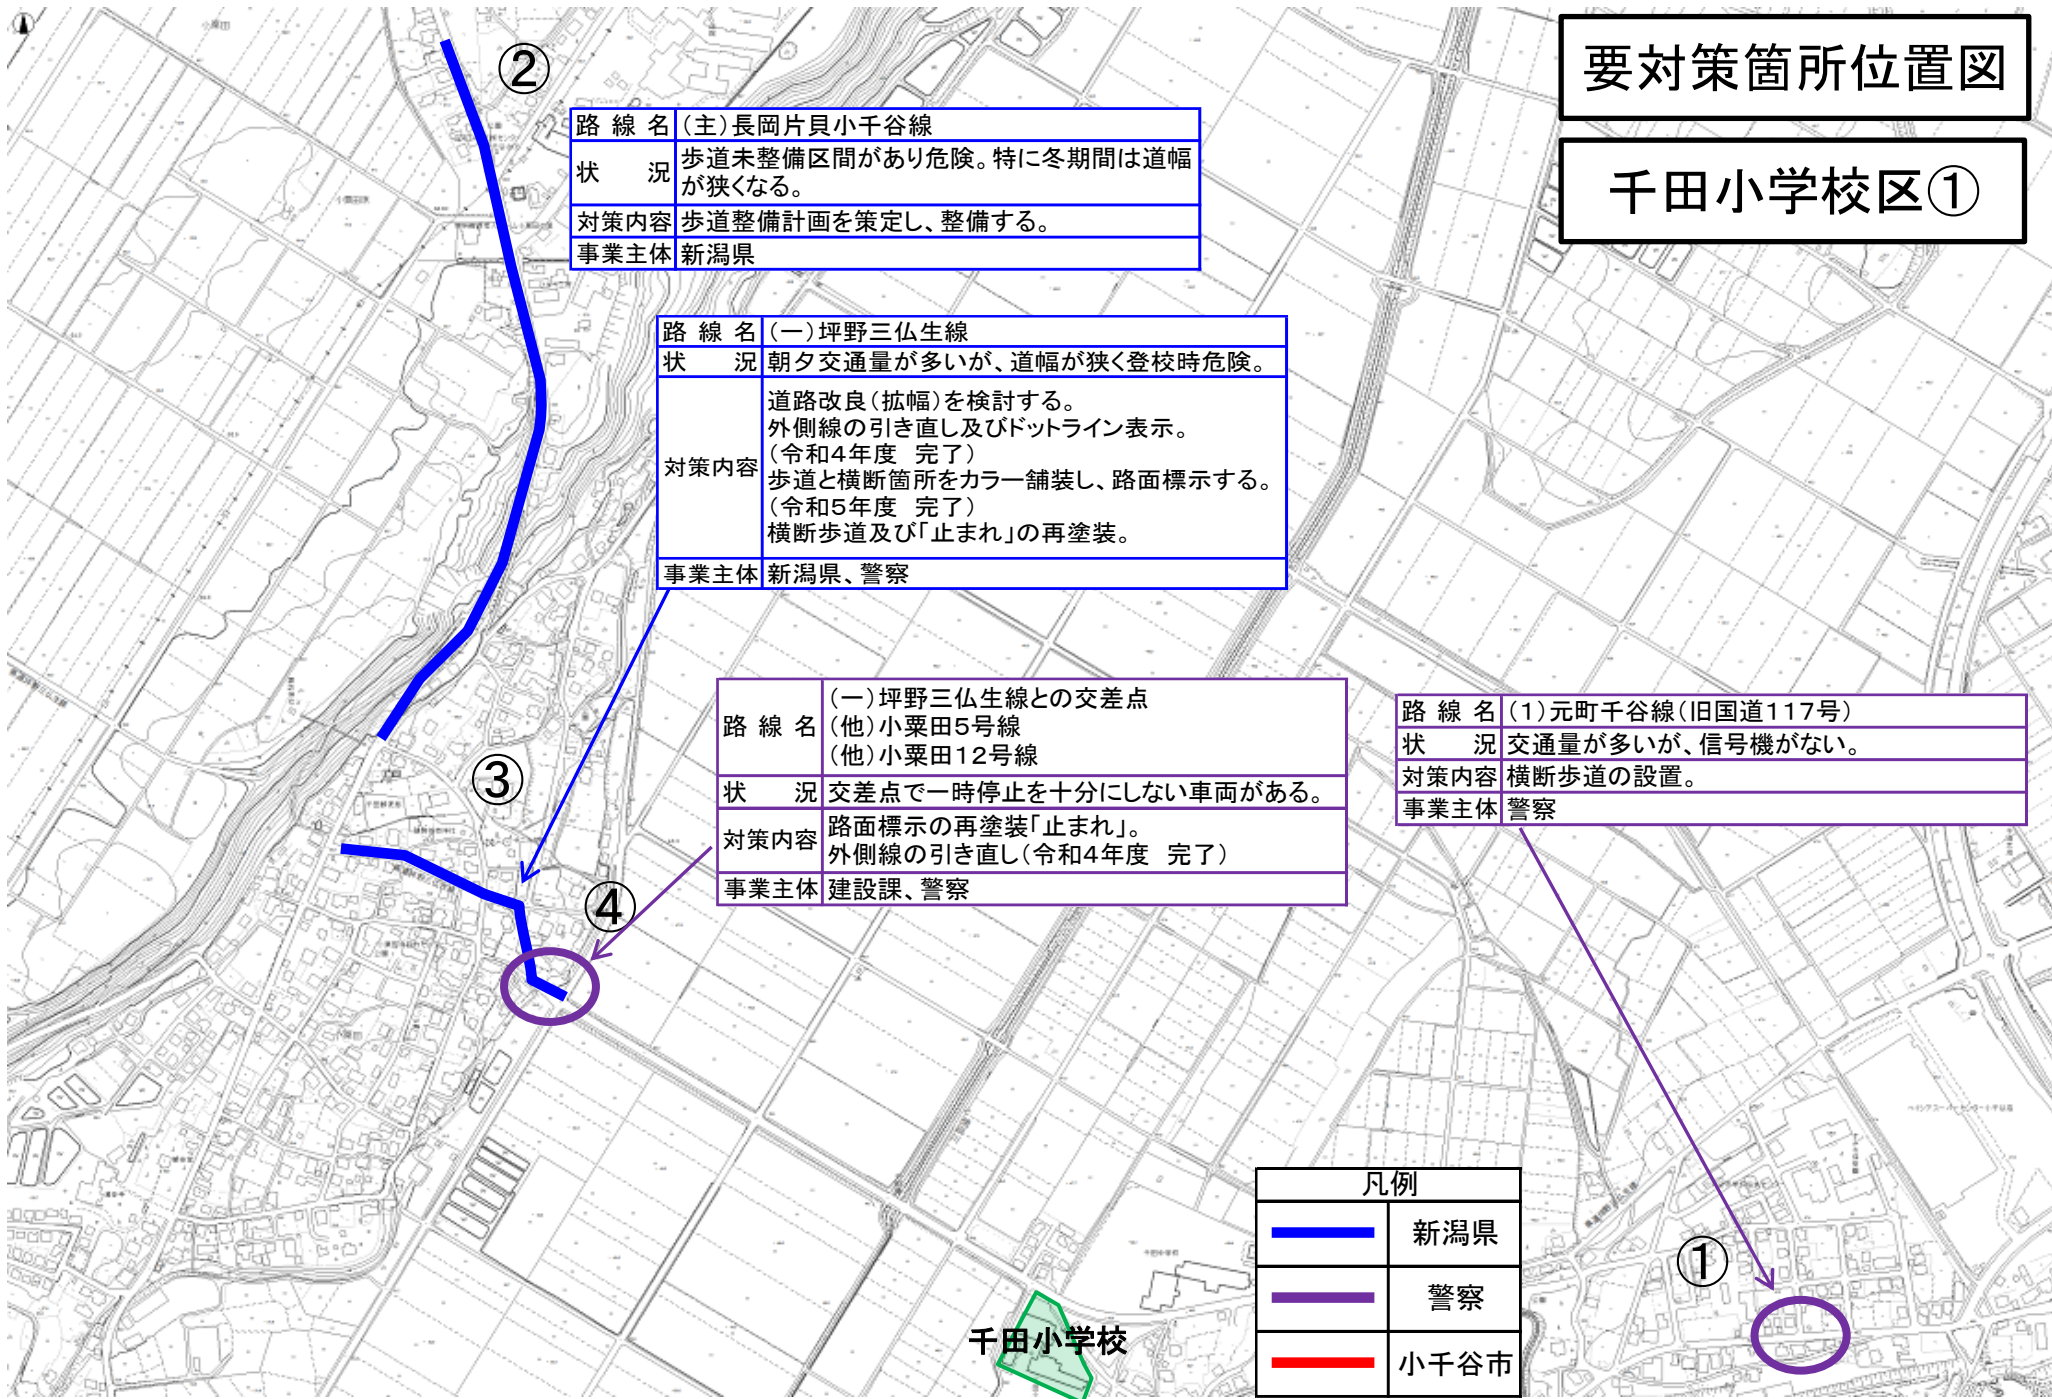 要対策箇所位置図
千田小学校区①
②
路線名 (主)長岡片貝小千谷線
状況 歩道未整備区間があり危険。特に冬期間は道幅
が狭くなる。
対策内容 歩道整備計画を策定し、整備する。
事業主体 新潟県
路線名 (一)坪野三仏生線
状況 朝夕交通量が多いが、道幅が狭く登校時危険。
対策内容 道路改良(拡幅)を検討する。
外側線の引き直し及びドットライン表示。
(令和4年度 完了)
歩道と横断箇所をカラー舗装し、路面標示する。
(令和5年度 完了)
横断歩道及び「止まれ」の再塗装。
事業主体 新潟県、警察
③
路線名 (一)坪野三仏生線との交差点
(他)小粟田5号線
(他)小粟田12号線
状況 交差点で一時停止を十分にしない車両がある。
対策内容 路面標示の再塗装「止まれ」。
外側線の引き直し(令和4年度 完了)
事業主体 建設課、警察
④
路線名 (1)元町千谷線(旧国道117号)
状況 交通量が多いが、信号機がない。
対策内容 横断歩道の設置。
事業主体 警察
①
千田小学校
凡例
新潟県
警察
小千谷市